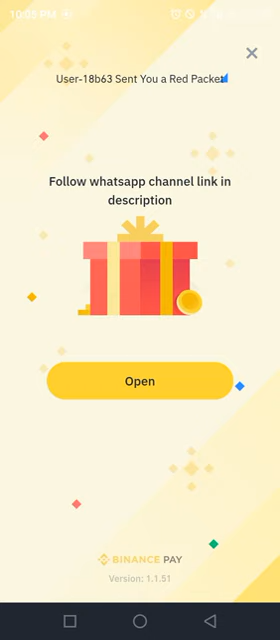 10:05 PM
User-18b63 Sent You a Red Packet
Follow whatsapp channel link in
description
Open
BINANCE PAY
Version: 1.1.51